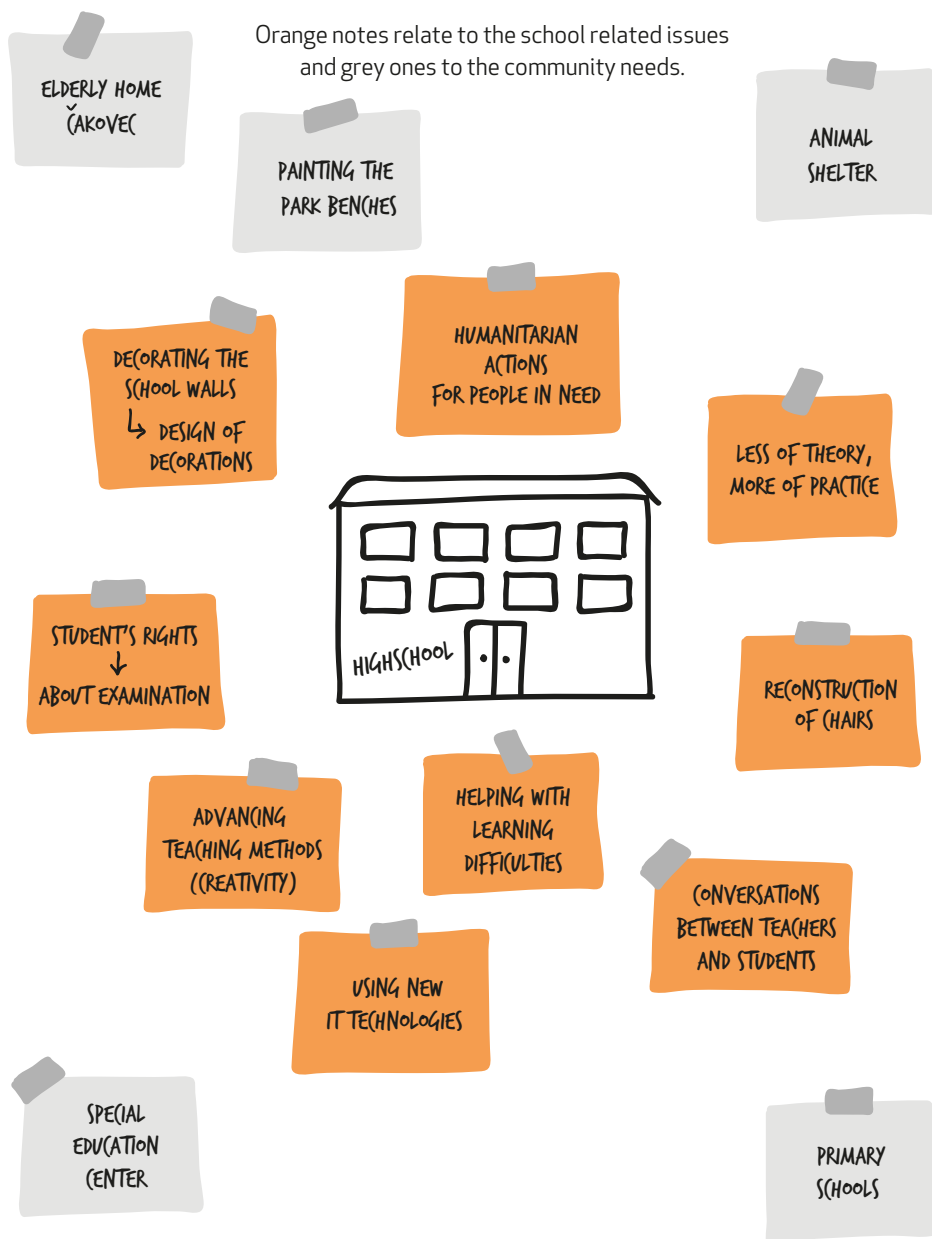 Orange notes relate to the school related issues
and grey ones to the community needs.
ELDERLY HOME
ČAKOVEC
PAINTING THE
PARK BENCHES
ANIMAL
SHELTER
DECORATING THE
SCHOOL WALLS
↳ DESIGN OF
DECORATIONS
HUMANITARIAN
ACTIONS
FOR PEOPLE IN NEED
LESS OF THEORY,
MORE OF PRACTICE
STUDENT'S RIGHTS
↓
ABOUT EXAMINATION
HIGHSCHOOL
RECONSTRUCTION
OF CHAIRS
ADVANCING
TEACHING METHODS
(CREATIVITY)
HELPING WITH
LEARNING
DIFFICULTIES
CONVERSATIONS
BETWEEN TEACHERS
AND STUDENTS
USING NEW
IT TECHNOLOGIES
SPECIAL
EDUCATION
CENTER
PRIMARY
SCHOOLS